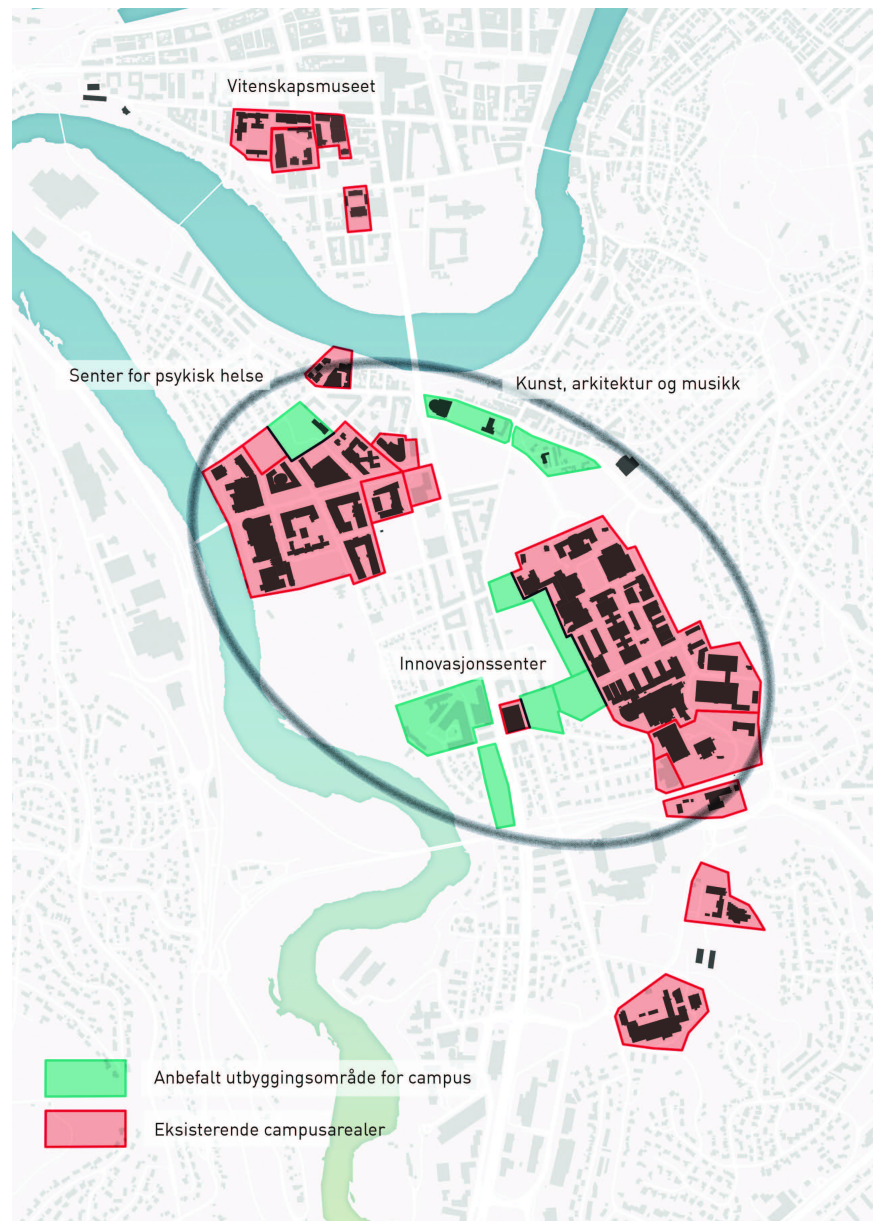 Vitenskapsmuseet
Senter for psykisk helse
Kunst, arkitektur og musikk
Innovasjonssenter
Anbefalt utbyggingsområde for campus
Eksisterende campusarealer